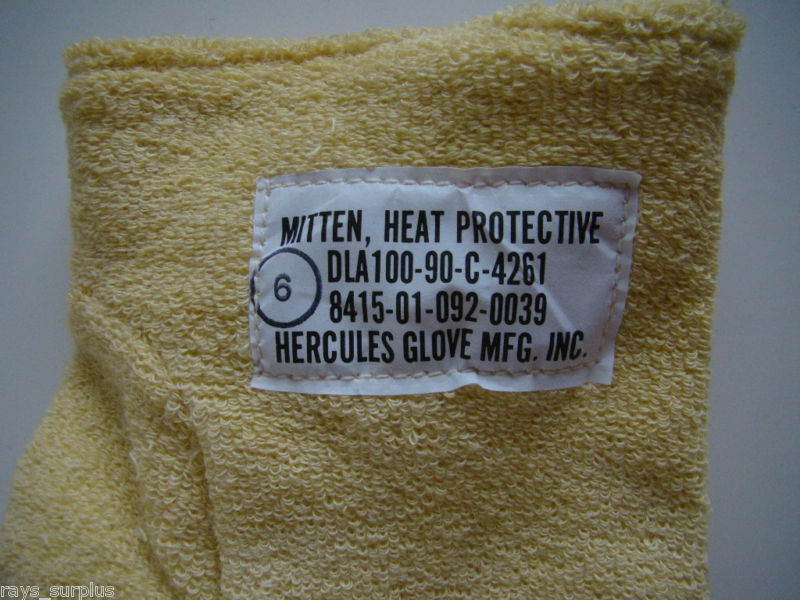 MITTEN, HEAT PROTECTIVE
DLA100-90-C-4261
6
8415-01-092-0039
HERCULES GLOVE MFG. INC.
rays_surplus